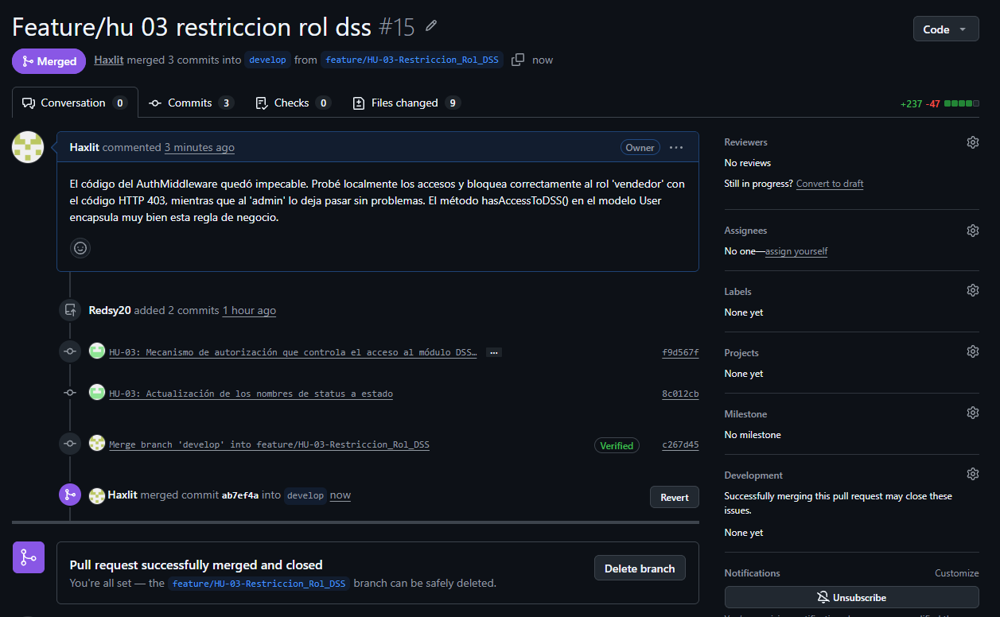 Feature/hu 03 restriccion rol dss #15
Code
Merged
Haxlit merged 3 commits into develop from feature/HU-03-Restriccion_Rol_DSS now
Conversation 0
Commits 3
Checks 0
Files changed 9
+237 -47
Haxlit commented 3 minutes ago
Owner
El código del AuthMiddleware quedó impecable. Probé localmente los accesos y bloquea correctamente al rol 'vendedor' con
el código HTTP 403, mientras que al 'admin' lo deja pasar sin problemas. El método hasAccessToDSS() en el modelo User
encapsula muy bien esta regla de negocio.
Redsy20 added 2 commits 1 hour ago
HU-03: Mecanismo de autorización que controla el acceso al módulo DSS… ... f9d567f
HU-03: Actualización de los nombres de status a estado 8c012cb
Merge branch 'develop' into feature/HU-03-Restriccion_Rol_DSS Verified c267d45
Haxlit merged commit ab7ef4a into develop now
Revert
Pull request successfully merged and closed
You're all set — the feature/HU-03-Restriccion_Rol_DSS branch can be safely deleted.
Delete branch
Reviewers
No reviews
Still in progress? Convert to draft
Assignees
No one—assign yourself
Labels
None yet
Projects
None yet
Milestone
No milestone
Development
Successfully merging this pull request may close these
issues.
None yet
Notifications Customize
Unsubscribe